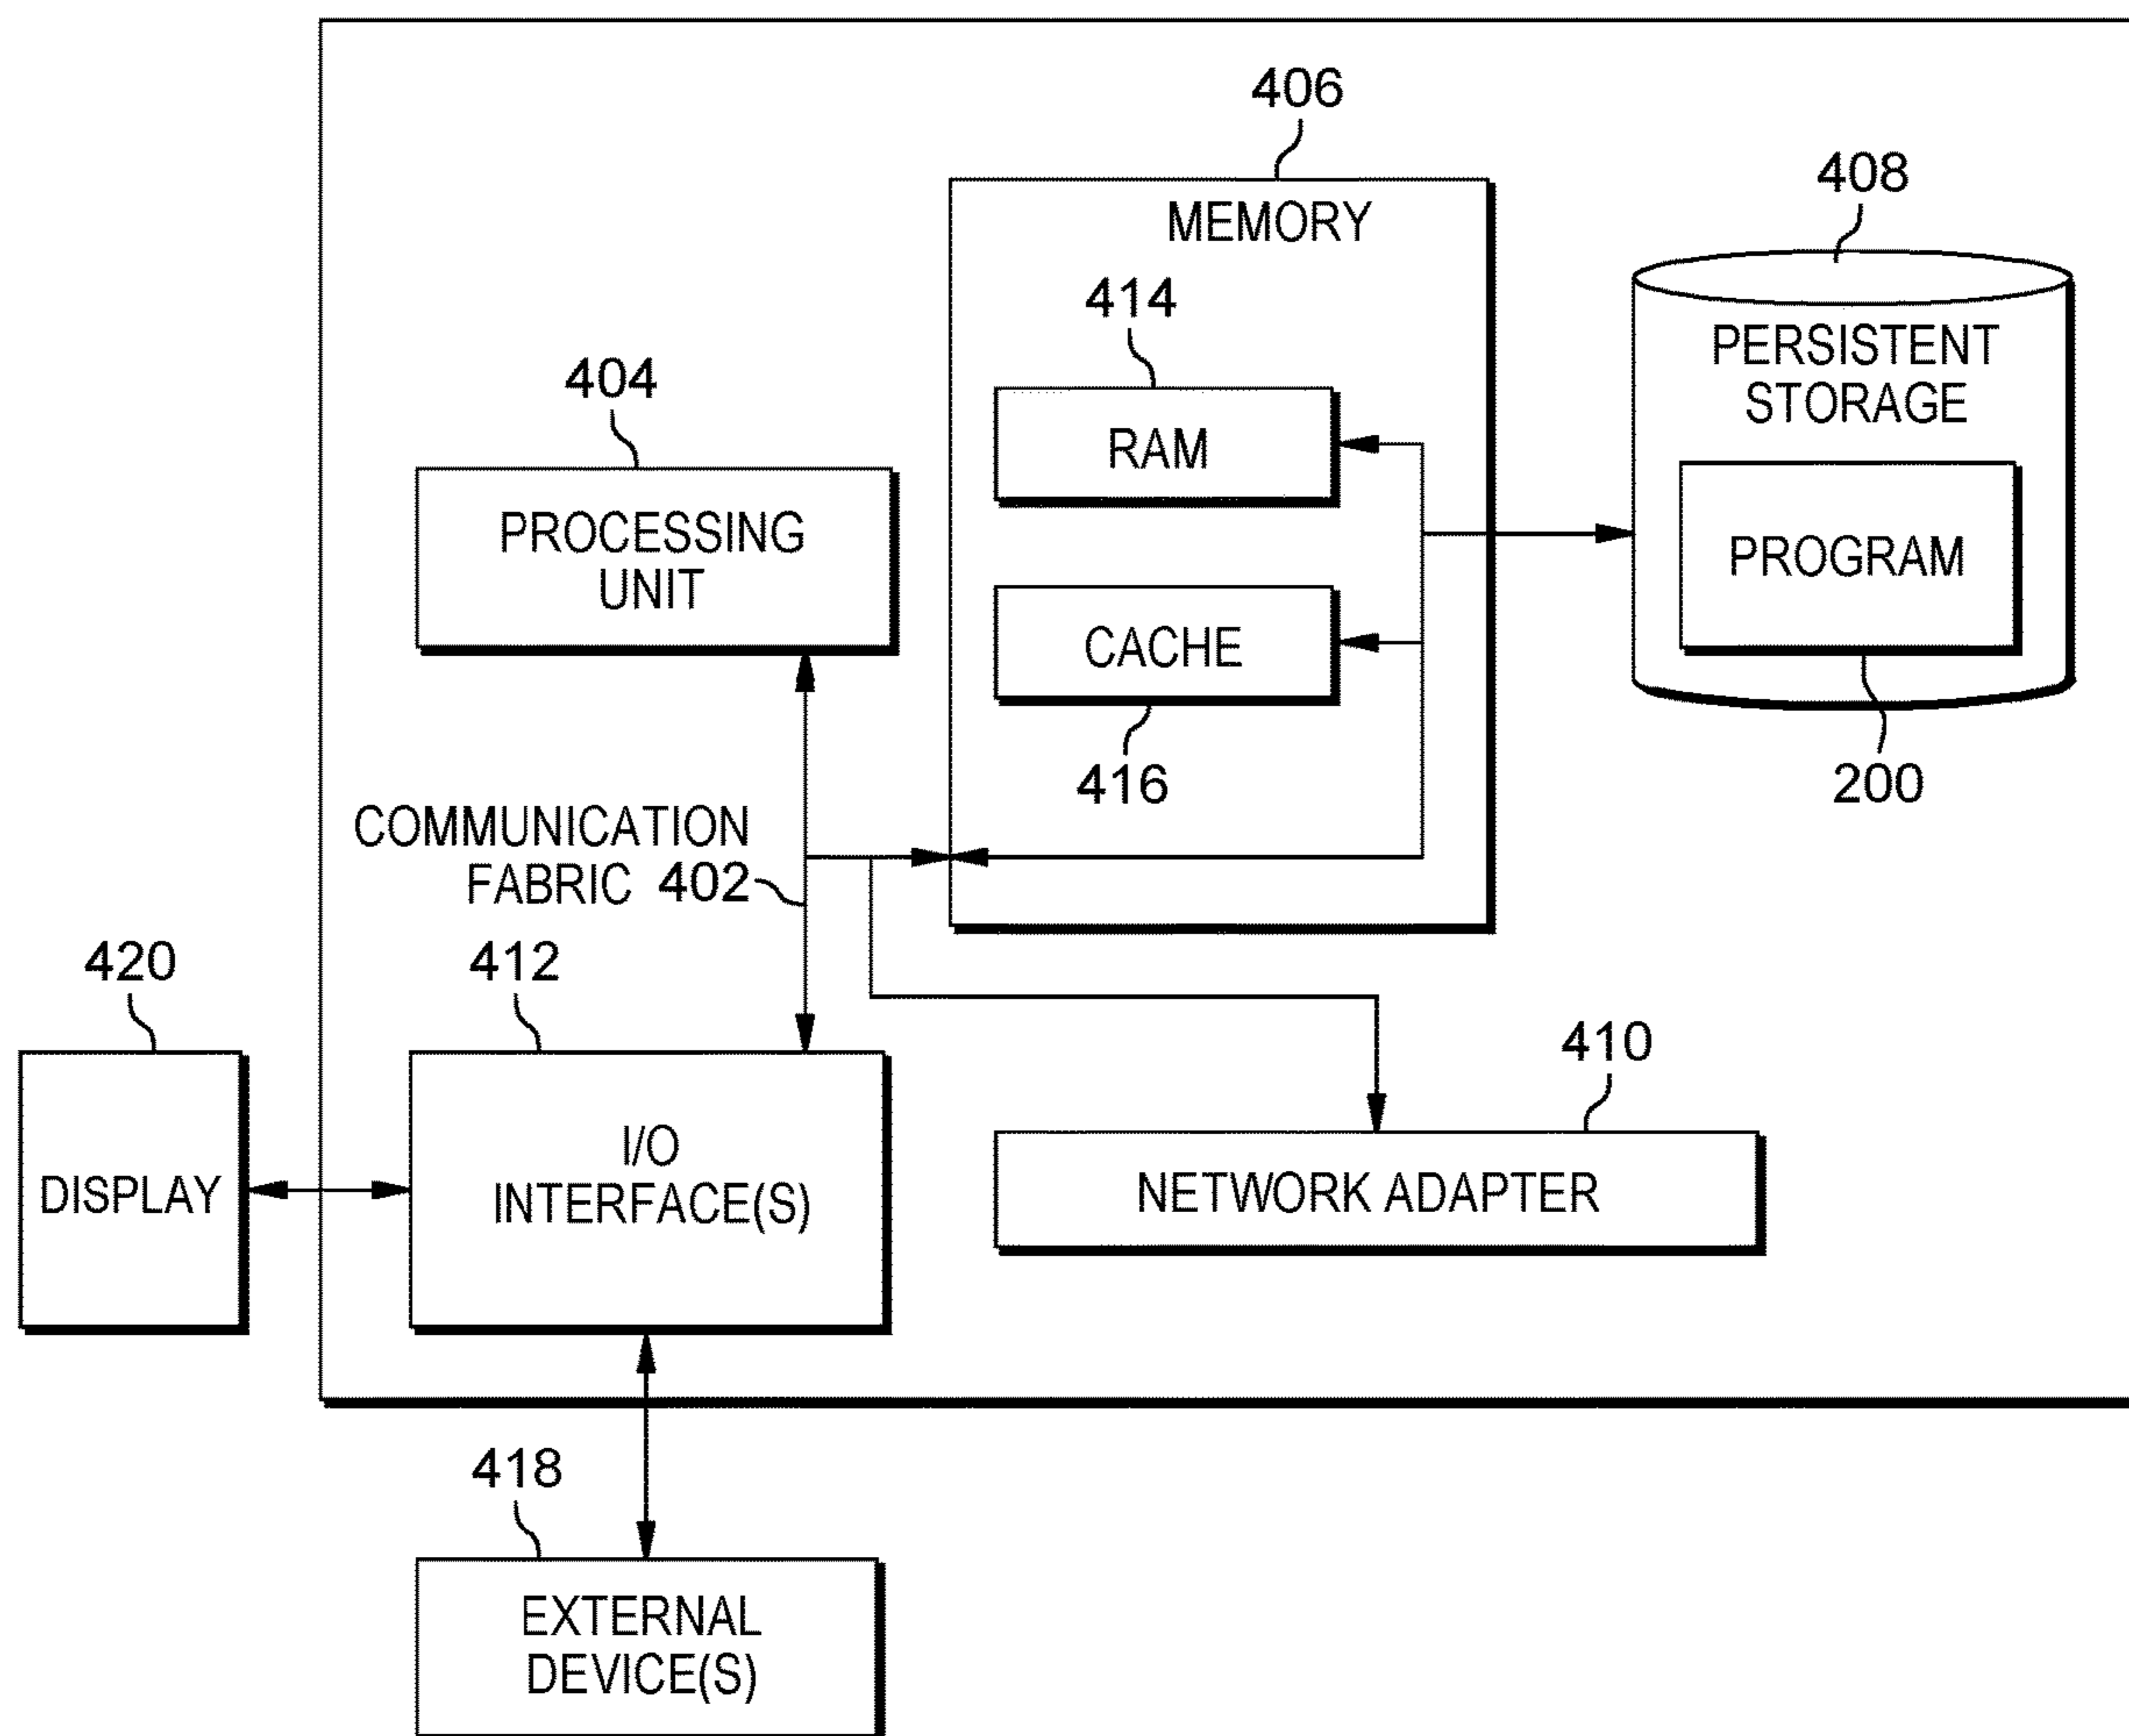 406
MEMORY
408
414
PERSISTENT
STORAGE
404
RAM
PROCESSING
UNIT
PROGRAM
CACHE
416
200
COMMUNICATION
FABRIC 402
420
412
410
I/O
INTERFACE(S)
DISPLAY
NETWORK ADAPTER
418
EXTERNAL
DEVICE(S)